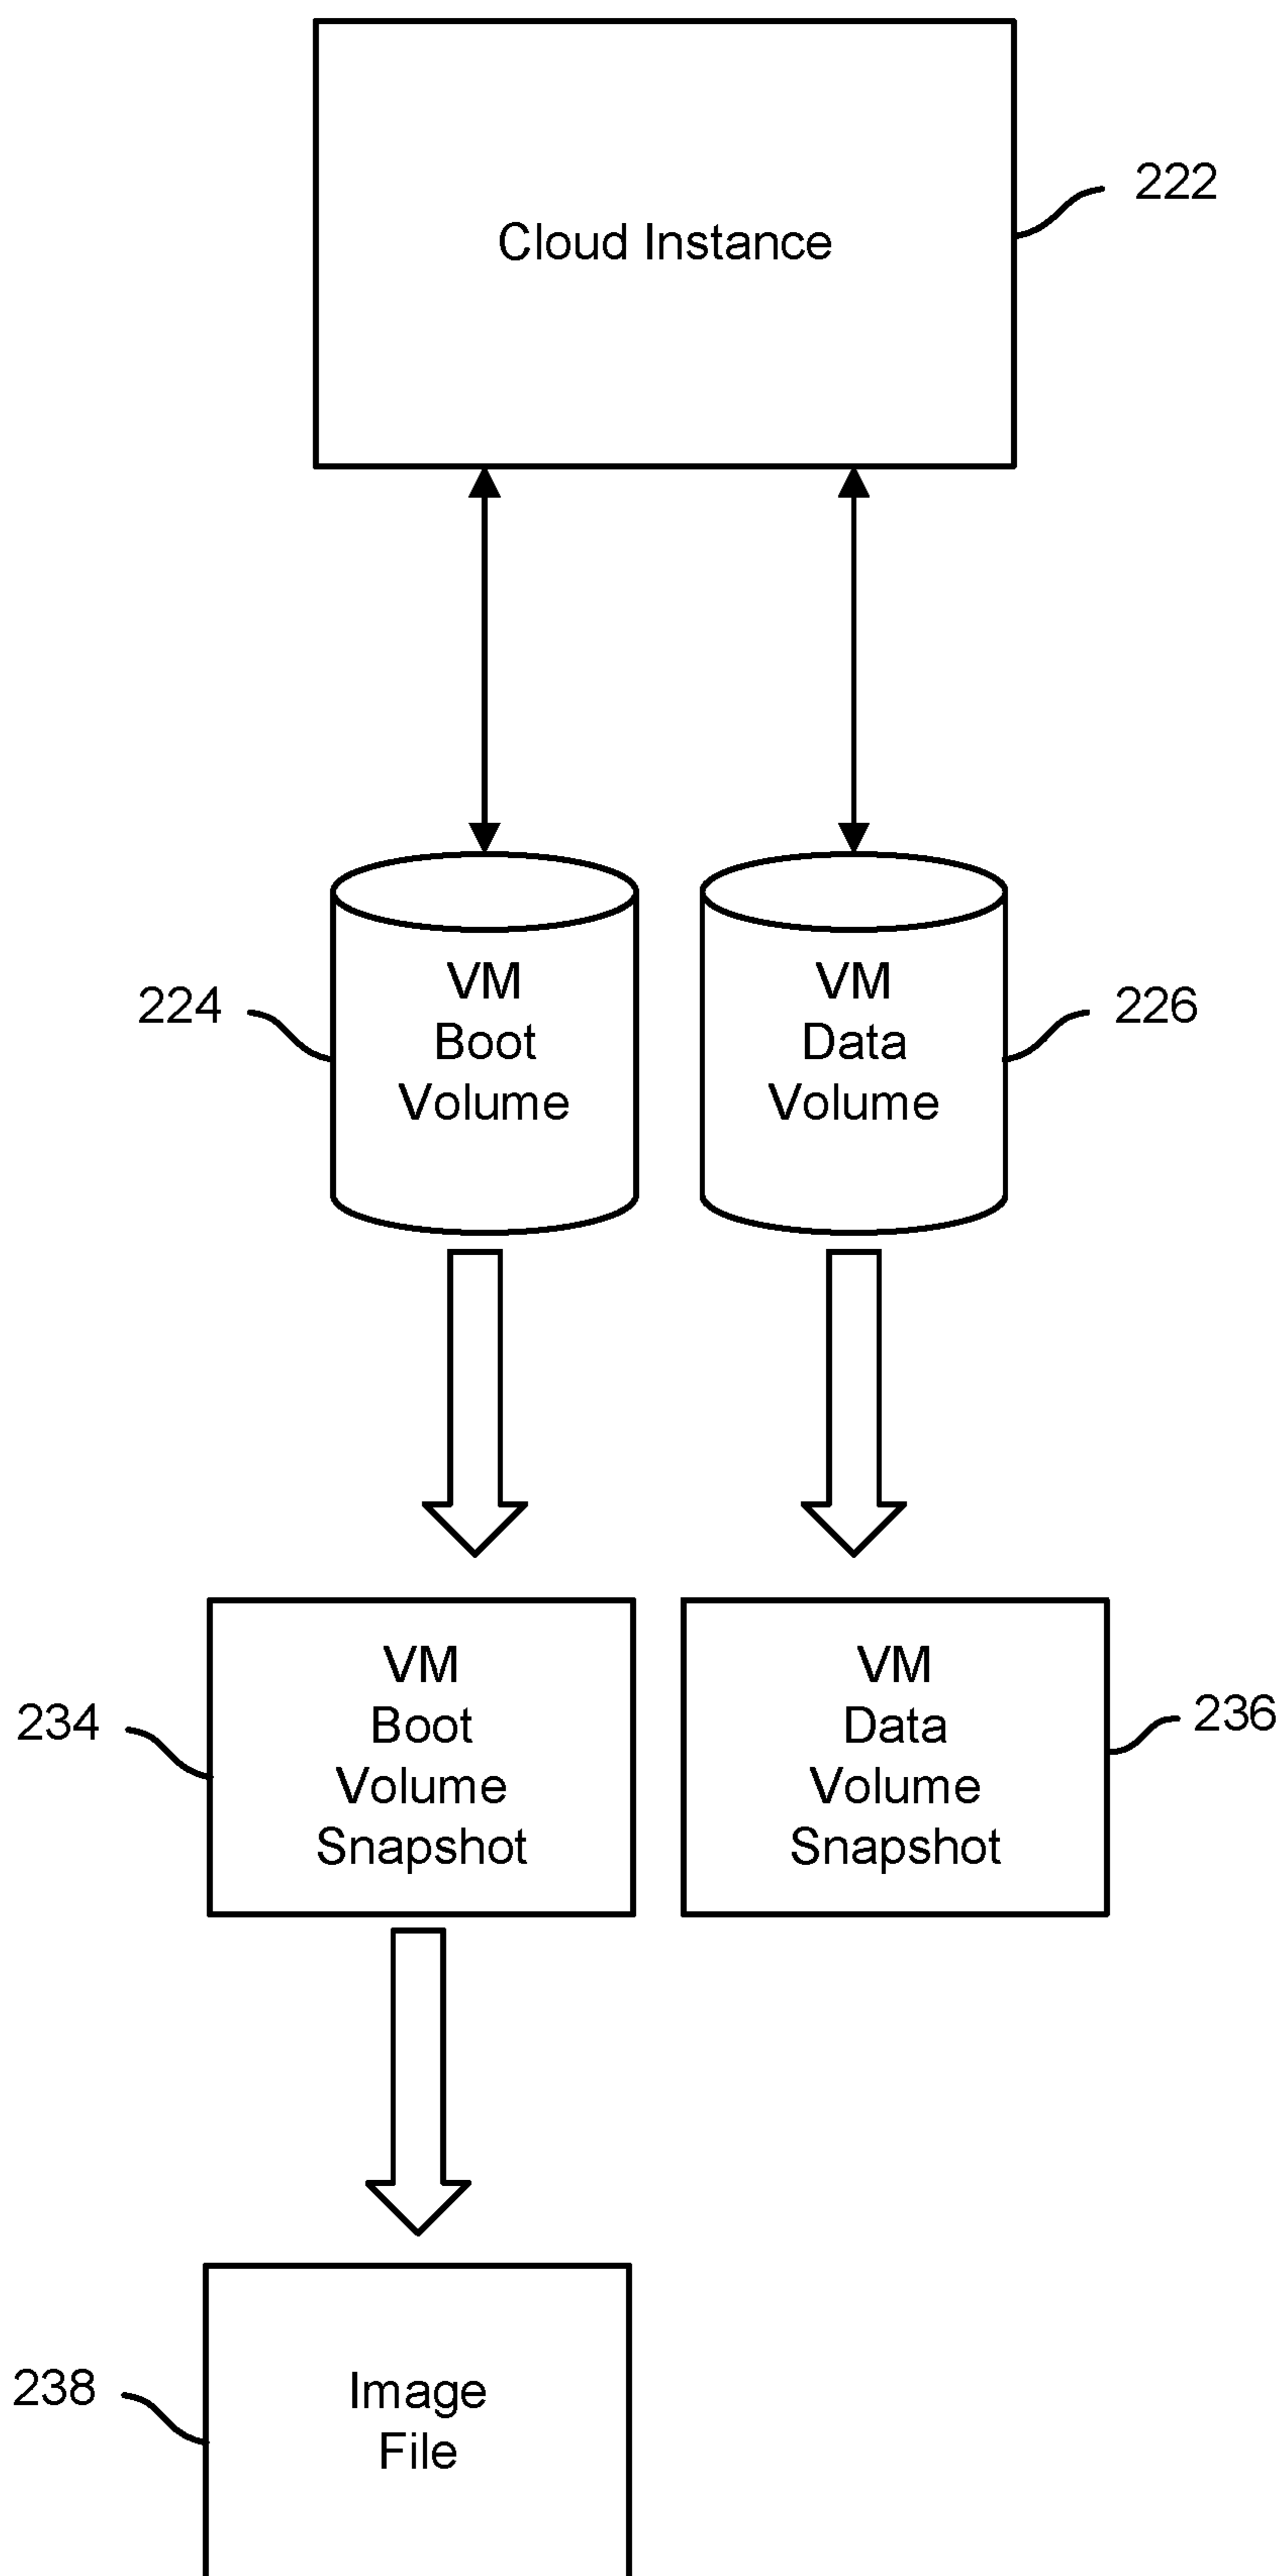 222
Cloud Instance
224
VM
Boot
Volume
VM
Data
Volume
226
234
VM
Boot
Volume
Snapshot
VM
Data
Volume
Snapshot
236
238
Image
File